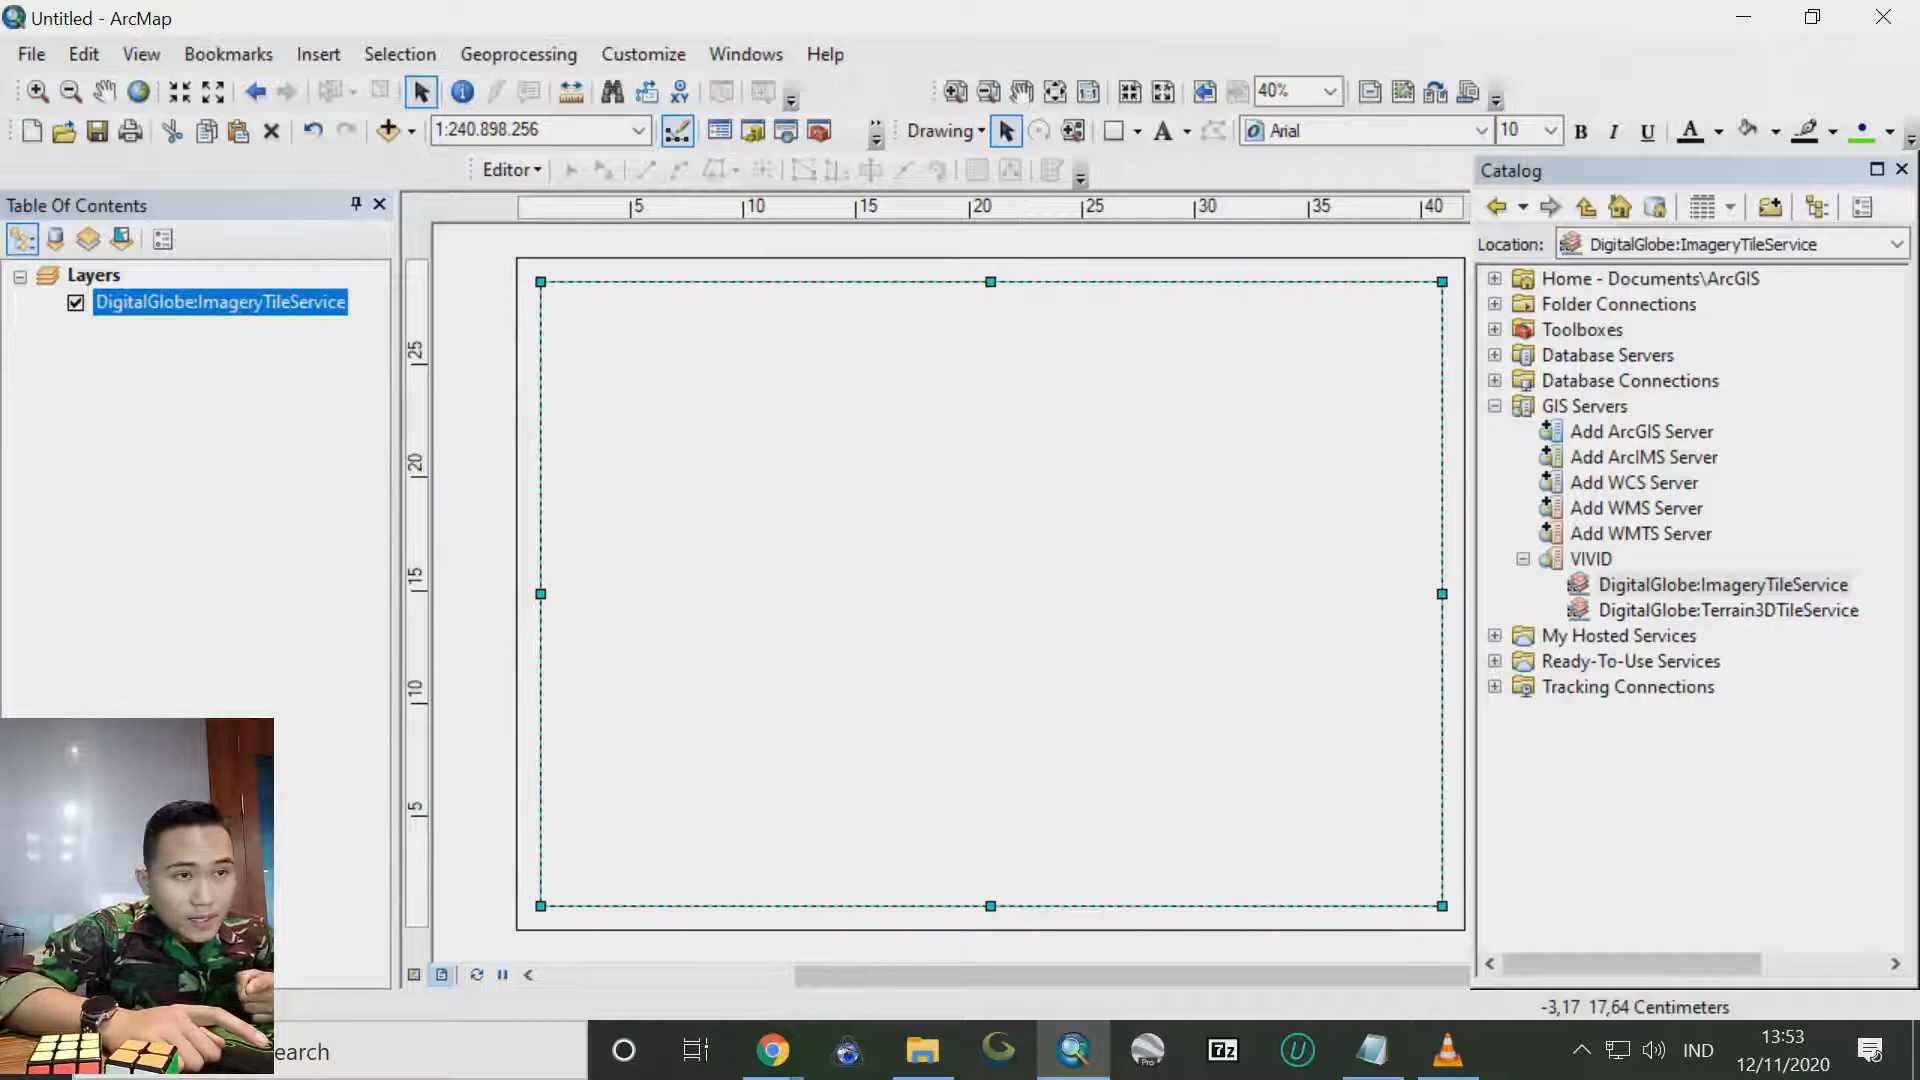 Untitled - ArcMap
File Edit View Bookmarks Insert Selection Geoprocessing Customize Windows Help
40%
1:240.898.256
Drawing
A
Arial
10
B I U A
Editor
Catalog
Table Of Contents
5 10 15 20 25 30 35 40
Location: DigitalGlobe:ImageryTileService
Layers
DigitalGlobe:ImageryTileService
25
20
15
10
5
Home - Documents\ArcGIS
Folder Connections
Toolboxes
Database Servers
Database Connections
GIS Servers
Add ArcGIS Server
Add ArcIMS Server
Add WCS Server
Add WMS Server
Add WMTS Server
VIVID
DigitalGlobe:ImageryTileService
DigitalGlobe:Terrain3DTileService
My Hosted Services
Ready-To-Use Services
Tracking Connections
-3,17 17,64 Centimeters
earch
Pro
7z
U
IND
13:53
12/11/2020